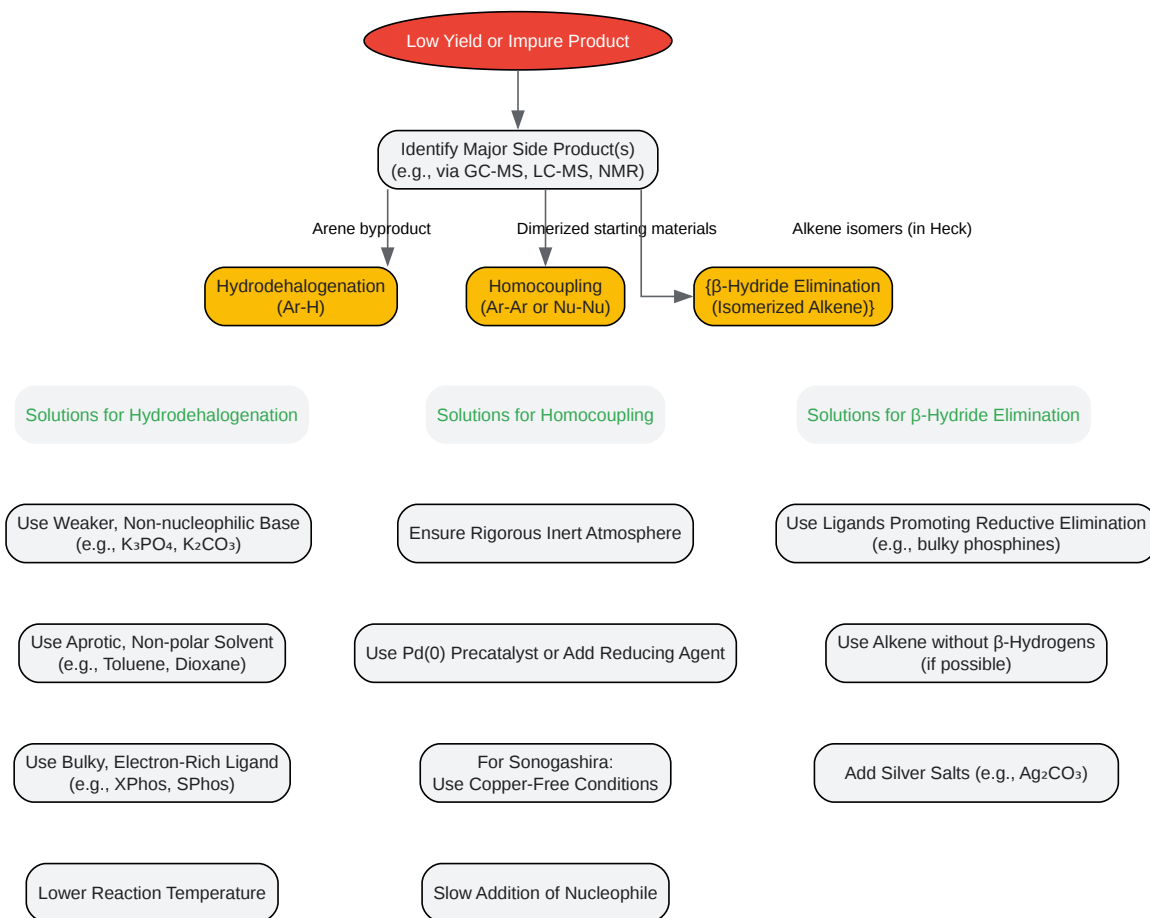 Low Yield or Impure Product
Identify Major Side Product(s)
(e.g., via GC-MS, LC-MS, NMR)
Arene byproduct
Dimerized starting materials
Alkene isomers (in Heck)
Hydrodehalogenation
(Ar-H)
Homocoupling
(Ar-Ar or Nu-Nu)
{β-Hydride Elimination
(Isomerized Alkene)}
Solutions for Hydrodehalogenation
Solutions for Homocoupling
Solutions for β-Hydride Elimination
Use Weaker, Non-nucleophilic Base
(e.g., K₃PO₄, K₂CO₃)
Ensure Rigorous Inert Atmosphere
Use Ligands Promoting Reductive Elimination
(e.g., bulky phosphines)
Use Aprotic, Non-polar Solvent
(e.g., Toluene, Dioxane)
Use Pd(0) Precatalyst or Add Reducing Agent
Use Alkene without β-Hydrogens
(if possible)
Use Bulky, Electron-Rich Ligand
(e.g., XPhos, SPhos)
For Sonogashira:
Use Copper-Free Conditions
Add Silver Salts (e.g., Ag₂CO₃)
Lower Reaction Temperature
Slow Addition of Nucleophile